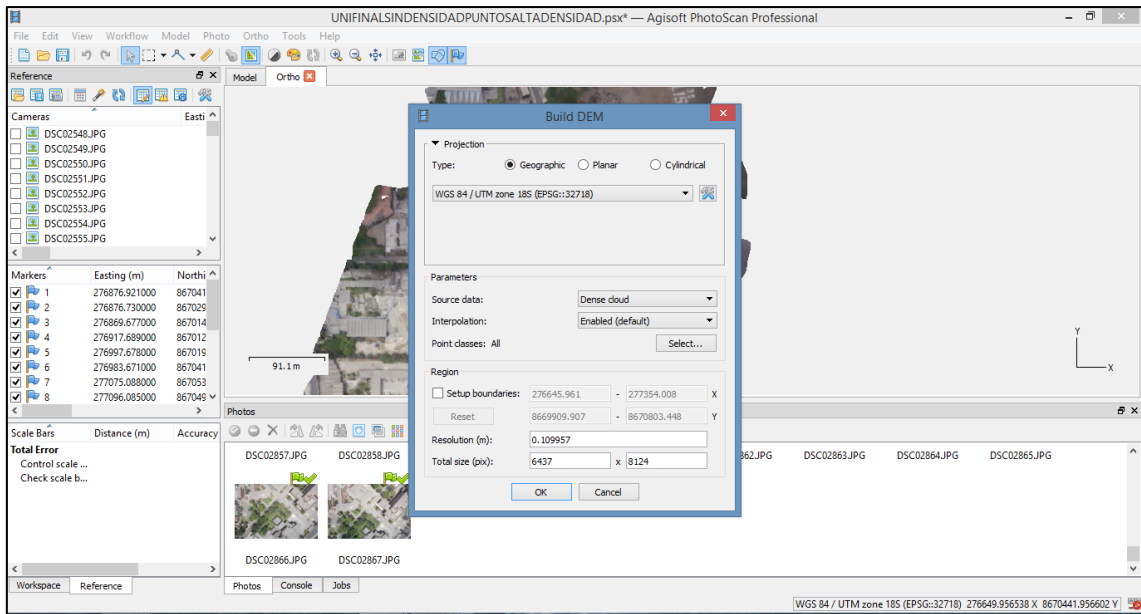 UNIFINALSINDENSIDADPUNTOSALTADENSIDAD.psx* — Agisoft PhotoScan Professional
File Edit View Workflow Model Photo Ortho Tools Help
Reference
Cameras Easti
DSC02548.JPG
DSC02549.JPG
DSC02550.JPG
DSC02551.JPG
DSC02552.JPG
DSC02553.JPG
DSC02554.JPG
DSC02555.JPG
Markers Easting (m) Northi
1 276876.921000 867041
2 276876.730000 867029
3 276869.677000 867014
4 276917.689000 867012
5 276997.678000 867019
6 276983.671000 867041
7 277075.088000 867053
8 277096.085000 867049
Scale Bars Distance (m) Accuracy
Total Error
Control scale ...
Check scale b...
Workspace Reference
Model Ortho
91.1 m
Y
X
Build DEM
Projection
Type: Geographic Planar Cylindrical
WGS 84 / UTM zone 18S (EPSG::32718)
Parameters
Source data: Dense cloud
Interpolation: Enabled (default)
Point classes: All Select...
Region
Setup boundaries: 276645.961 - 277354.008 X
Reset 8669909.907 - 8670803.448 Y
Resolution (m): 0.109957
Total size (pix): 6437 x 8124
OK Cancel
Photos
DSC02857.JPG DSC02858.JPG 362.JPG DSC02863.JPG DSC02864.JPG DSC02865.JPG
DSC02866.JPG DSC02867.JPG
Photos Console Jobs
WGS 84 / UTM zone 18S (EPSG::32718) 276649.956538 X 8670441.956602 Y